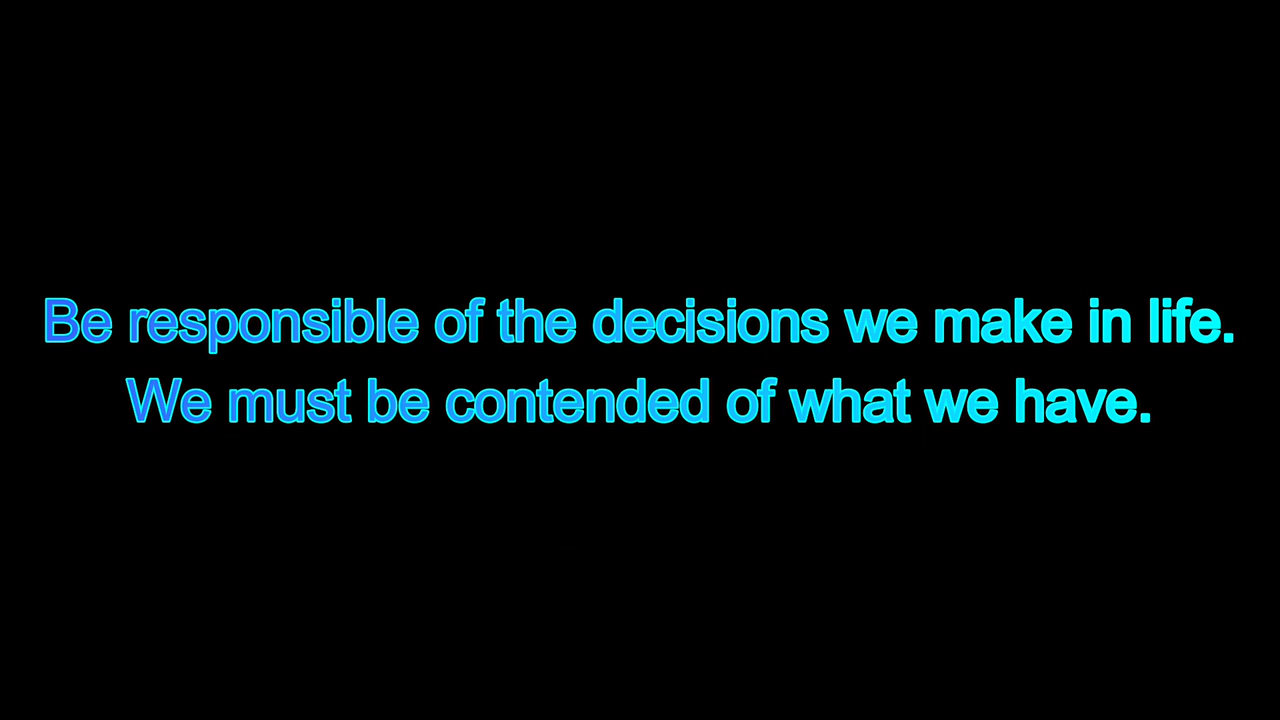 Be responsible of the decisions we make in life.
We must be contended of what we have.